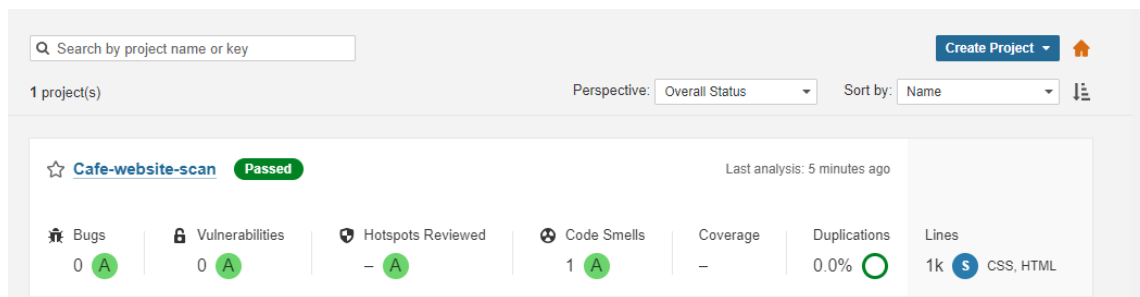 Search by project name or key
Create Project
1 project(s)
Perspective: Overall Status
Sort by: Name
Cafe-website-scan Passed
Last analysis: 5 minutes ago
Bugs Vulnerabilities Hotspots Reviewed Code Smells Coverage Duplications Lines
0 A 0 A – A 1 A – 0.0% 1k S CSS, HTML